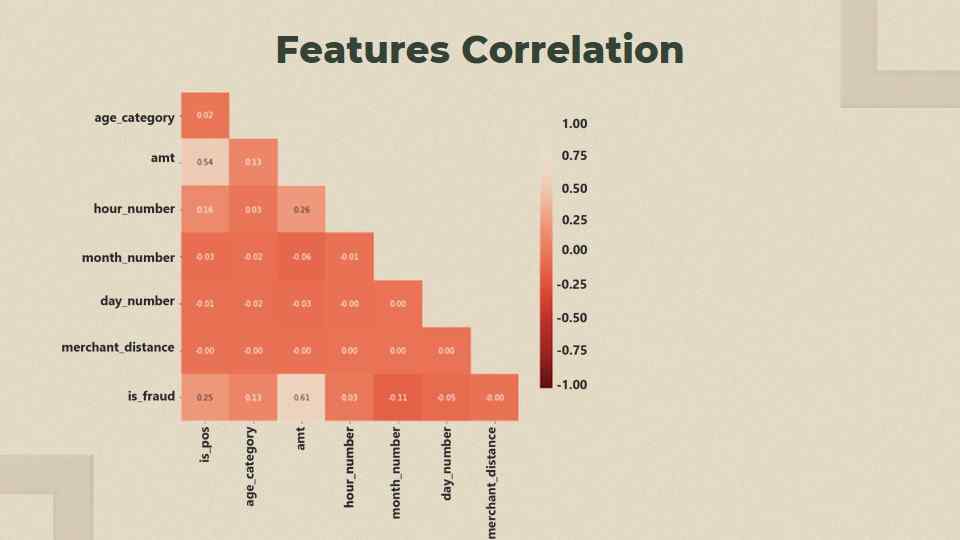 Features Correlation
age_category 0.02
amt 0.54 0.13
hour_number 0.16 0.03 0.26
month_number -0.03 -0.02 -0.06 -0.01
day_number -0.01 -0.02 -0.03 -0.00 0.00
merchant_distance -0.00 -0.00 -0.00 0.00 0.00 0.00
is_fraud 0.25 0.13 0.61 0.03 -0.11 -0.05 -0.00
is_pos
age_category
amt
hour_number
month_number
day_number
merchant_distance
1.00
0.75
0.50
0.25
0.00
-0.25
-0.50
-0.75
-1.00